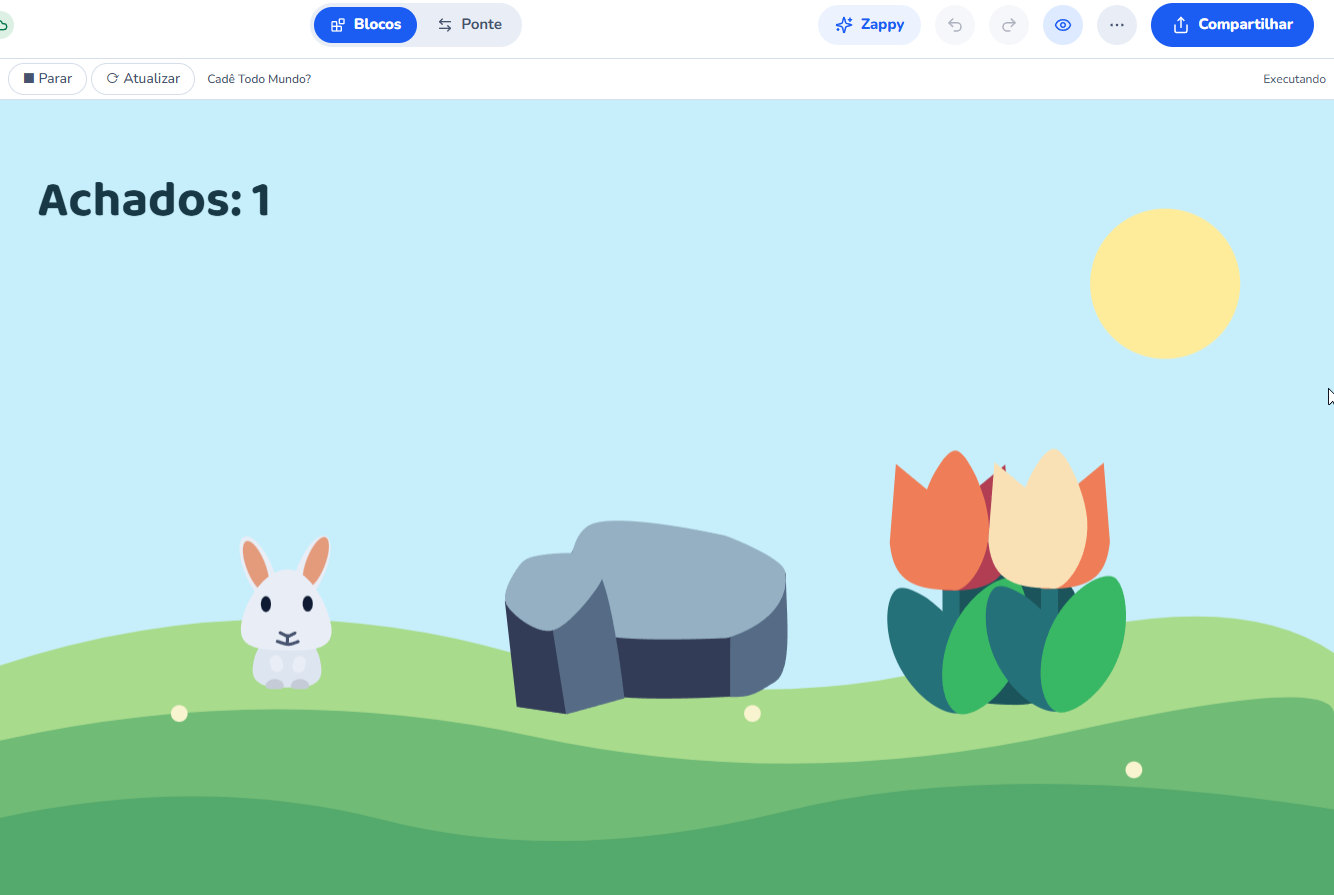 Blocos
Ponte
Zappy
Compartilhar
Parar
Atualizar
Cadê Todo Mundo?
Executando
Achados: 1